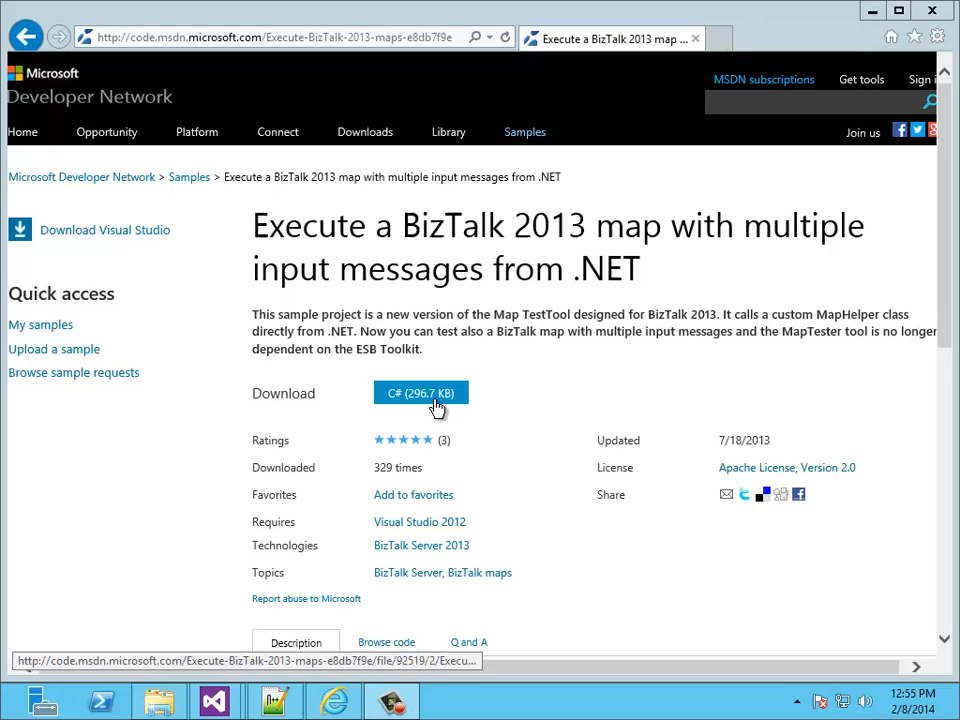 http://code.msdn.microsoft.com/Execute-BizTalk-2013-maps-e8db7f9e
Execute a BizTalk 2013 map ...
Microsoft
Developer Network
MSDN subscriptions
Get tools
Sign i
Home
Opportunity
Platform
Connect
Downloads
Library
Samples
Join us
Microsoft Developer Network > Samples > Execute a BizTalk 2013 map with multiple input messages from .NET
Download Visual Studio
Quick access
My samples
Upload a sample
Browse sample requests
Execute a BizTalk 2013 map with multiple
input messages from .NET
This sample project is a new version of the Map TestTool designed for BizTalk 2013. It calls a custom MapHelper class
directly from .NET. Now you can test also a BizTalk map with multiple input messages and the MapTester tool is no longer
dependent on the ESB Toolkit.
Download
C# (296.7 KB)
Ratings
(3)
Updated
7/18/2013
Downloaded
329 times
License
Apache License, Version 2.0
Favorites
Add to favorites
Share
Requires
Visual Studio 2012
Technologies
BizTalk Server 2013
Topics
BizTalk Server, BizTalk maps
Report abuse to Microsoft
Description
Browse code
Q and A
http://code.msdn.microsoft.com/Execute-BizTalk-2013-maps-e8db7f9e/file/92519/2/Execu...
12:55 PM
2/8/2014